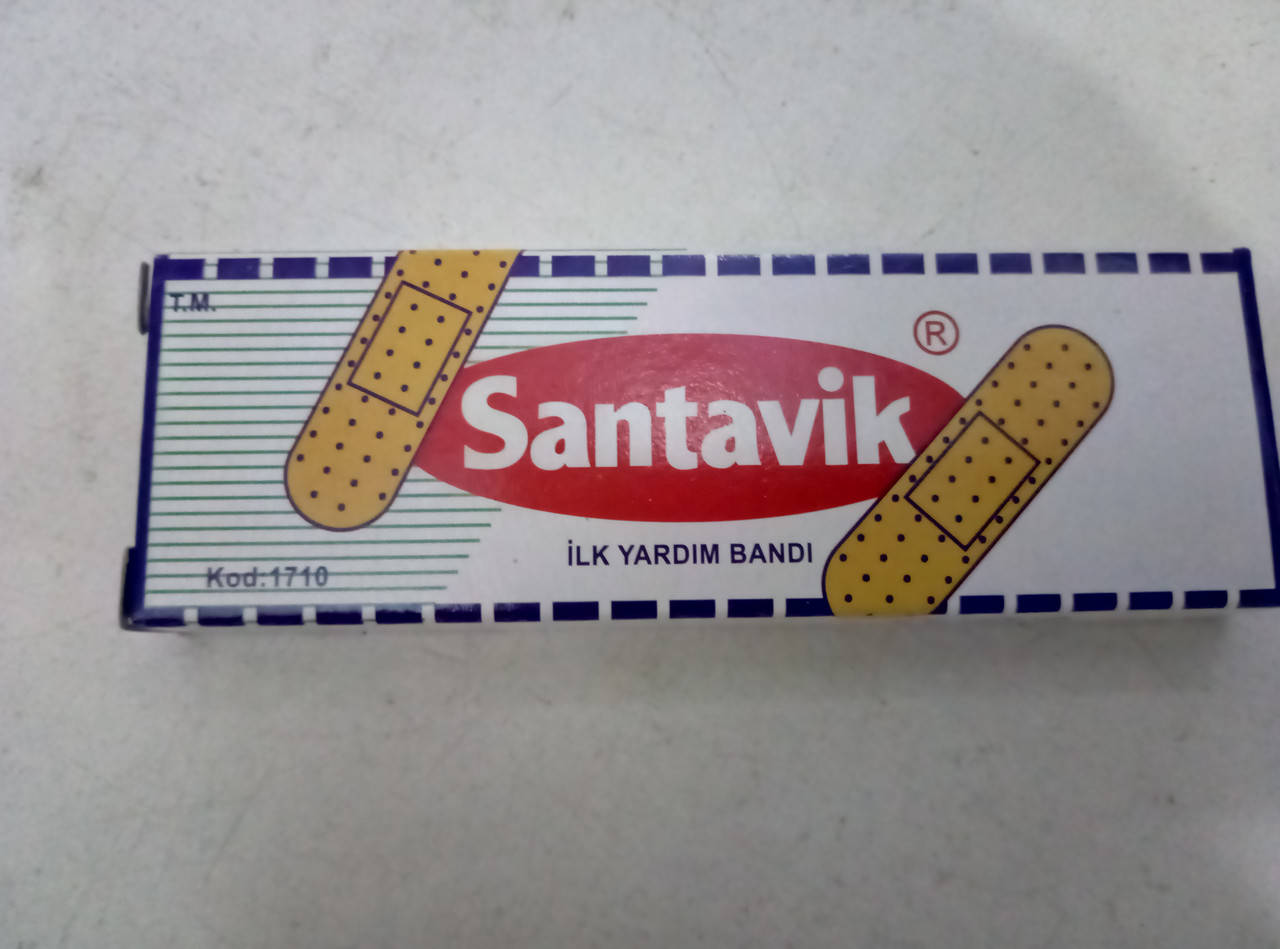 T.M.
®
Santavik
İLK YARDIM BANDI
Kod:1710